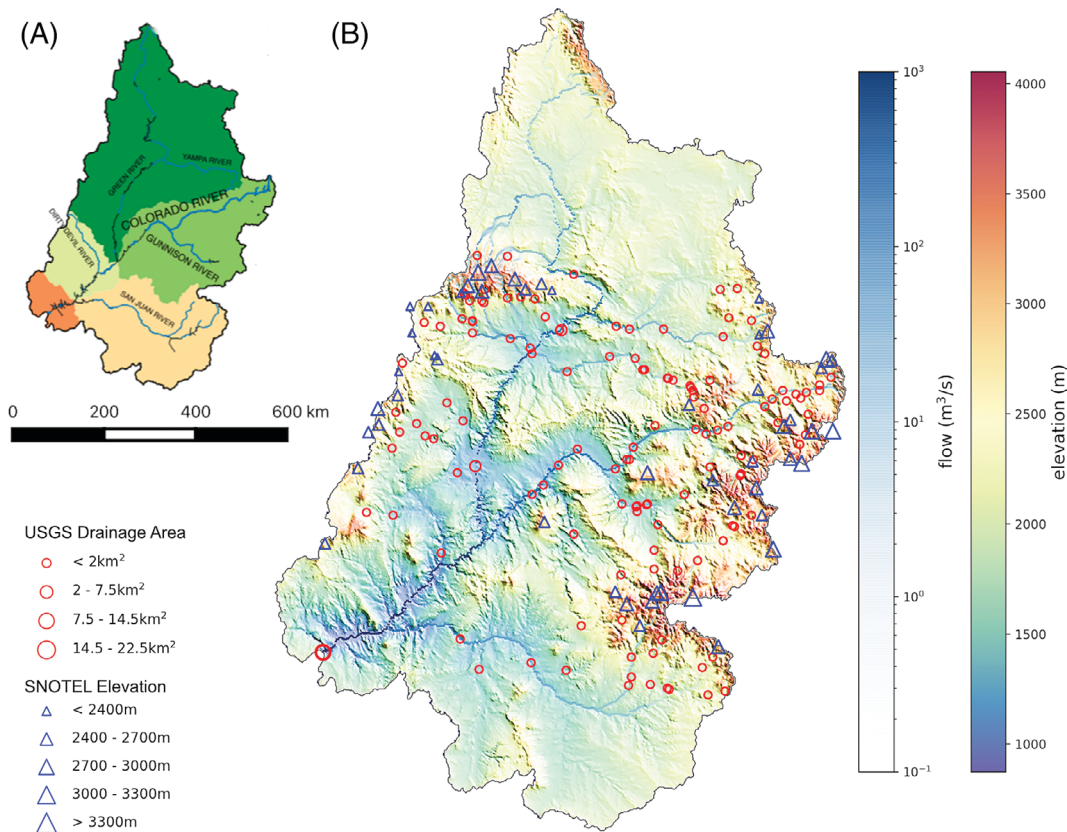 (A)
(B)
GREEN RIVER
YAMPA RIVER
COLORADO RIVER
DIRTY DEVIL RIVER
GUNNISON RIVER
SAN JUAN RIVER
0 200 400 600 km
USGS Drainage Area
< 2km²
2 - 7.5km²
7.5 - 14.5km²
14.5 - 22.5km²
SNOTEL Elevation
< 2400m
2400 - 2700m
2700 - 3000m
3000 - 3300m
> 3300m
10³
10²
10¹
10⁰
10⁻¹
flow (m³/s)
4000
3500
3000
2500
2000
1500
1000
elevation (m)